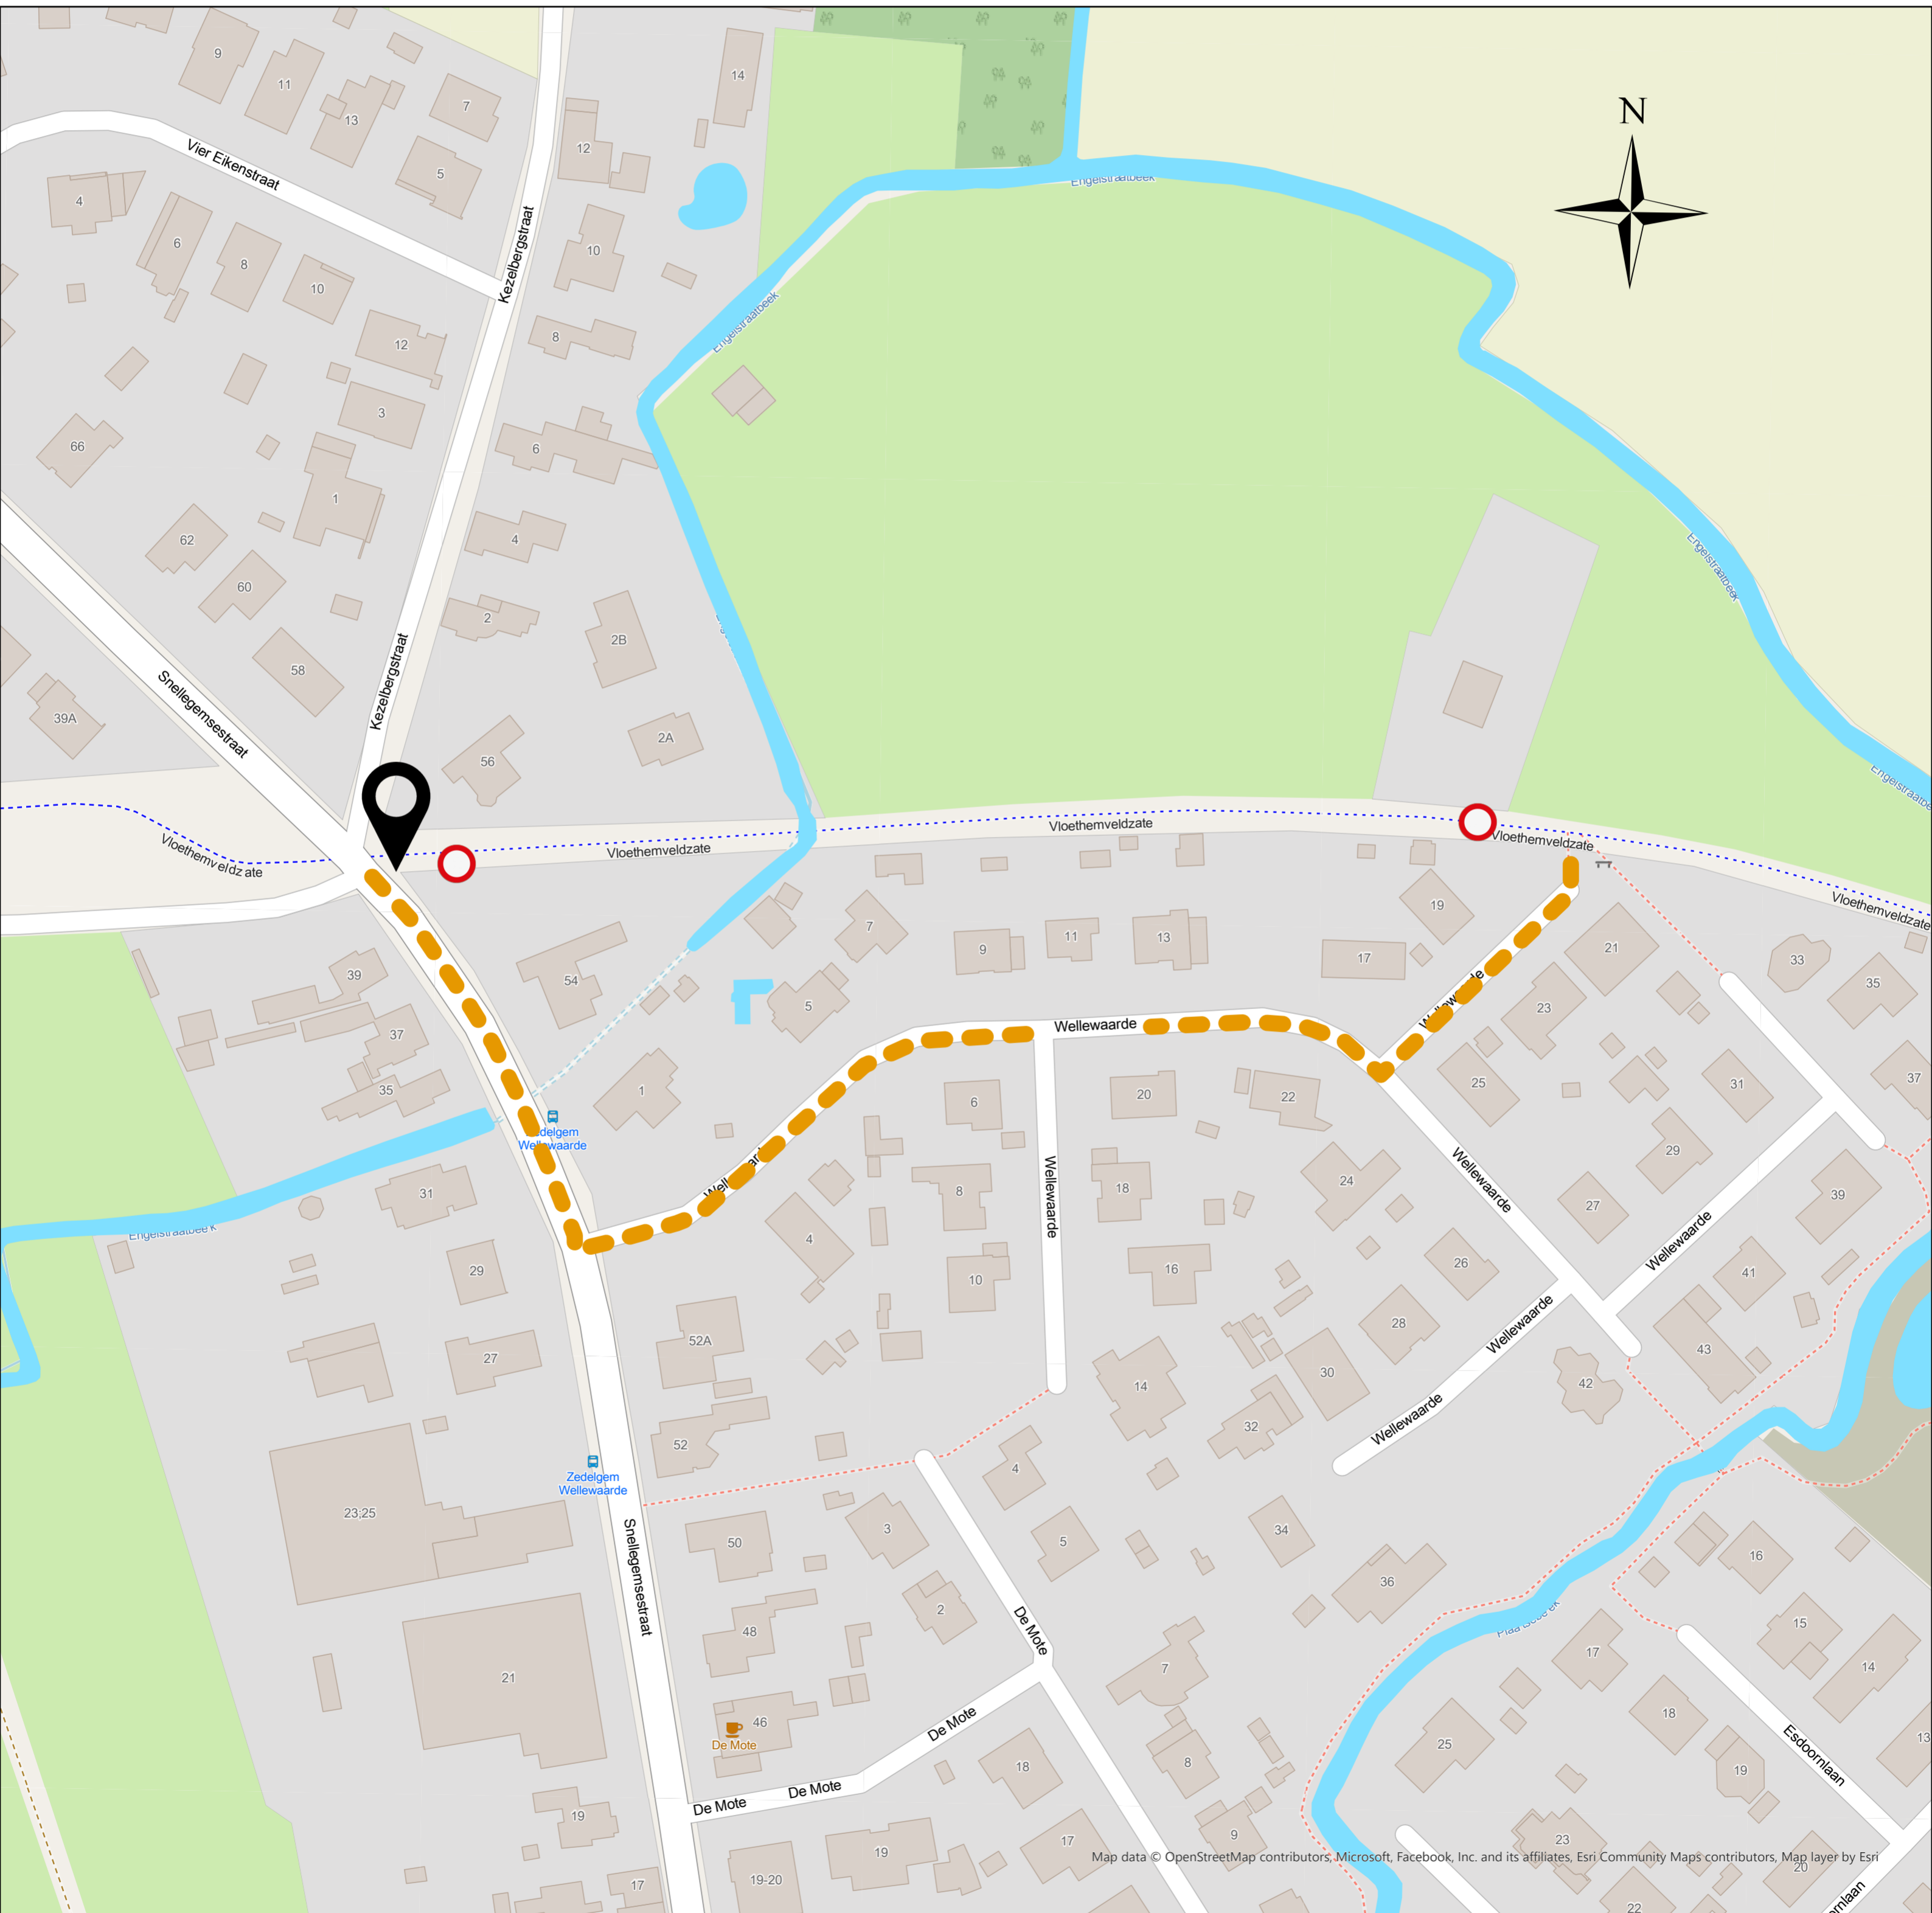 9
11
13
7
5
14
12
N
Vier Eikenstraat
4
6
8
10
12
Kezelbergstraat
10
8
Engelstraatbeek
Engelstraatbeek
3
66
1
6
62
60
4
2
2B
Engelstraatbeek
58
Kezelbergstraat
Snellegemsestraat
39A
56
2A
Vloethemveldzate
Vloethemveldzate
Vloethemveldzate
Vloethemveldzate
Vloethemveldzate
39
54
7
9
11
13
17
19
21
33
35
37
5
Wellewaarde
Wellewaarde
23
35
1
6
20
22
25
31
37
Zedelgem
Wellewaarde
31
4
8
18
Wellewaarde
24
Wellewaarde
27
29
39
Engelstraatbeek
29
10
16
26
Wellewaarde
41
27
52A
28
Wellewaarde
43
14
30
42
52
32
Wellewaarde
4
Zedelgem
Wellewaarde
23;25
Snellegemsestraat
50
3
5
34
36
16
2
De Mote
48
7
17
15
14
21
46
De Mote
De Mote
18
8
25
18
Esdoornlaan
13
19
De Mote
De Mote
19
19
17
9
23
20
Map data © OpenStreetMap contributors, Microsoft, Facebook, Inc. and its affiliates, Esri Community Maps contributors, Map layer by Esri
17
19-20
22